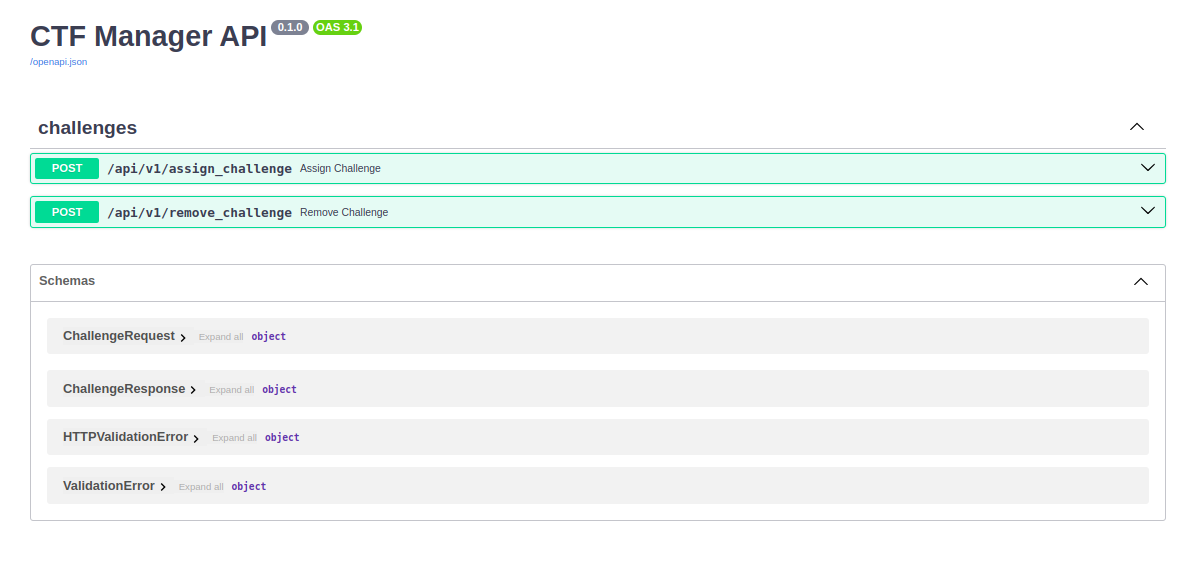 CTF Manager API 0.1.0 OAS 3.1
/openapi.json
challenges
POST /api/v1/assign_challenge Assign Challenge
POST /api/v1/remove_challenge Remove Challenge
Schemas
ChallengeRequest Expand all object
ChallengeResponse Expand all object
HTTPValidationError Expand all object
ValidationError Expand all object